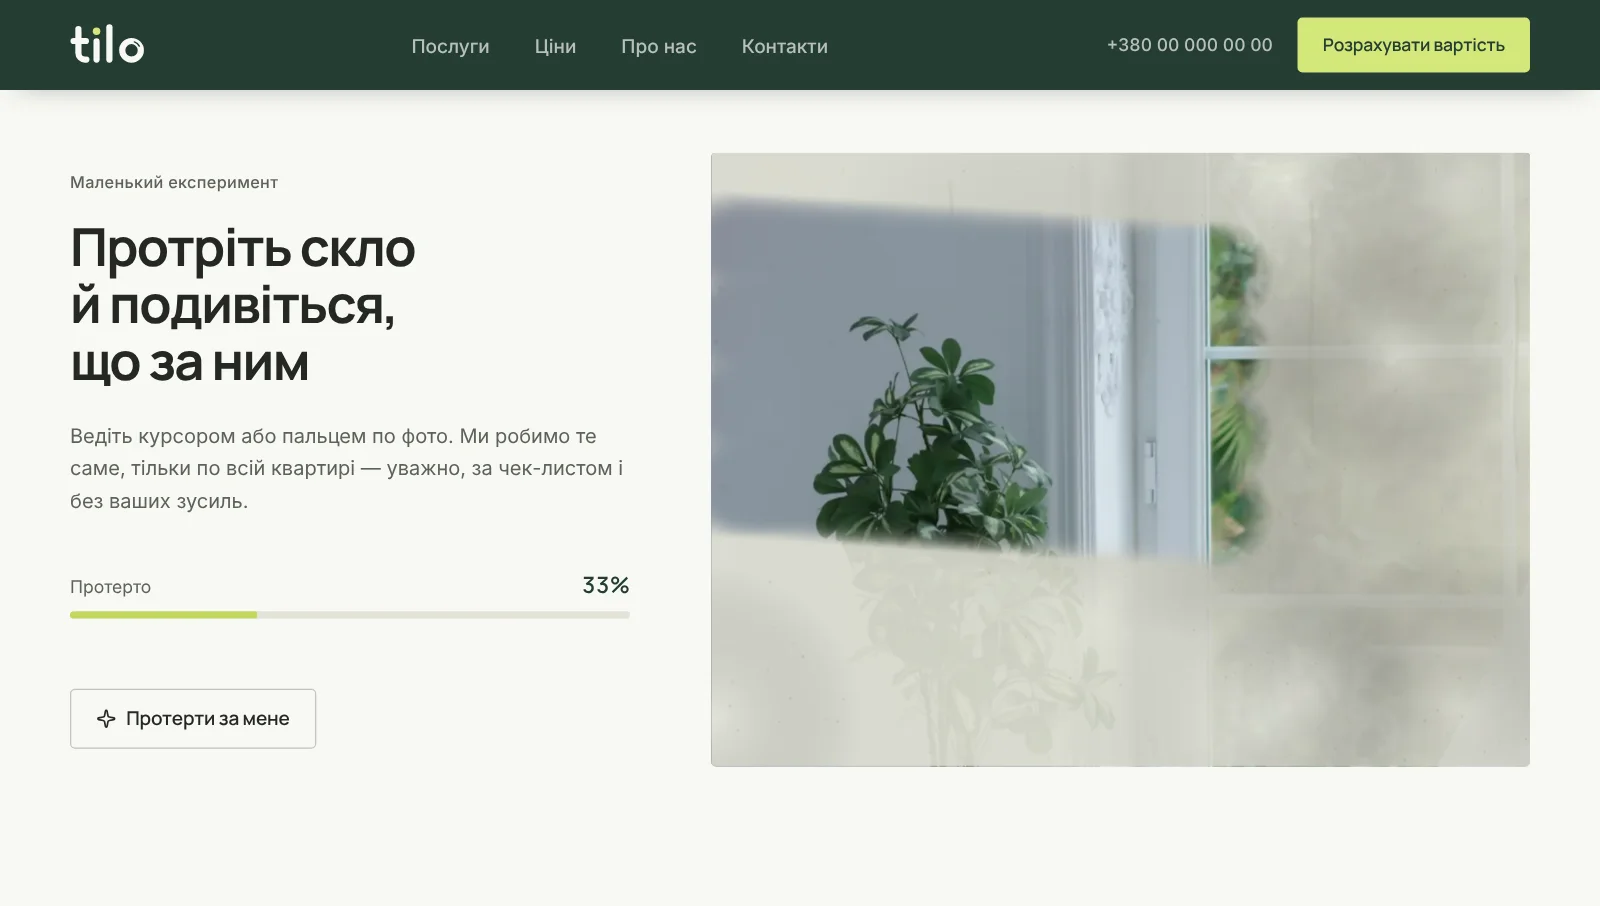 tilo
Послуги
Ціни
Про нас
Контакти
+380 00 000 00 00
Розрахувати вартість
Маленький експеримент
Протріть скло
й подивіться,
що за ним
Ведіть курсором або пальцем по фото. Ми робимо те
саме, тільки по всій квартирі — уважно, за чек-листом і
без ваших зусиль.
Протерто
33%
Протерти за мене